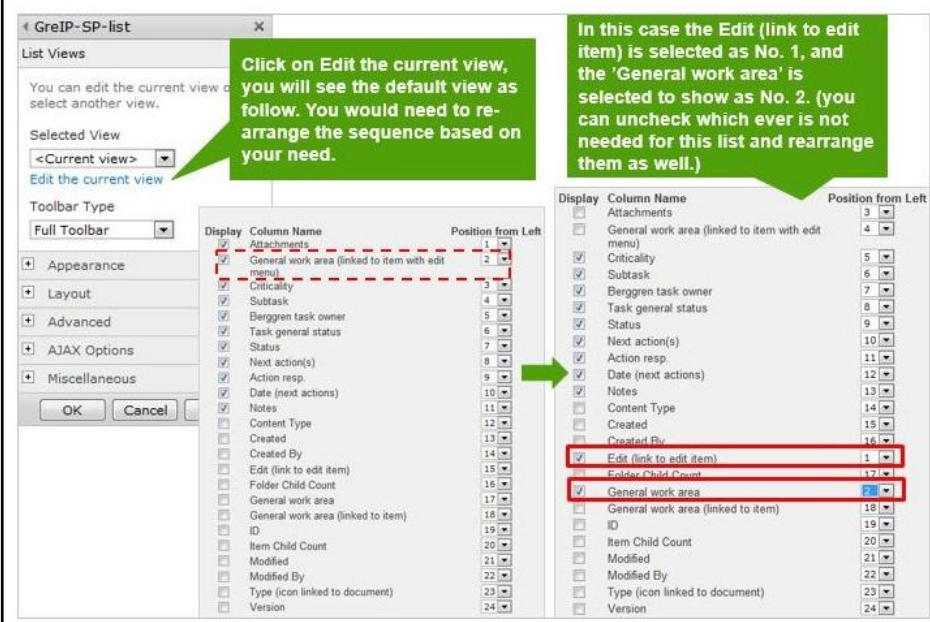 GreIP-SP-list
List Views
You can edit the current view o
select another view.
Selected View
<Current view>
Edit the current view
Toolbar Type
Full Toolbar
Appearance
Layout
Advanced
AJAX Options
Miscellaneous
OK Cancel
Click on Edit the current view,
you will see the default view as
follow. You would need to re-
arrange the sequence based on
your need.
In this case the Edit (link to edit
item) is selected as No. 1, and
the ’General work area’ is
selected to show as No. 2. (you
can uncheck which ever is not
needed for this list and rearrange
them as well.)
Display Column Name Position from Left
Attachments 1
General work area (linked to item with edit 2
menu)
Criticality 3
Subtask 4
Berggren task owner 5
Task general status 6
Status 7
Next action(s) 8
Action resp. 9
Date (next actions) 10
Notes 11
Content Type 12
Created 13
Created By 14
Edit (link to edit item) 15
Folder Child Count 16
General work area 17
General work area (linked to item) 18
ID 19
Item Child Count 20
Modified 21
Modified By 22
Type (icon linked to document) 23
Version 24
Display Column Name Position from Left
Attachments 3
General work area (linked to item with edit 4
menu)
Criticality 5
Subtask 6
Berggren task owner 7
Task general status 8
Status 9
Next action(s) 10
Action resp. 11
Date (next actions) 12
Notes 13
Content Type 14
Created 15
Created By 16
Edit (link to edit item) 1
Folder Child Count 17
General work area 2
General work area (linked to item) 18
ID 19
Item Child Count 20
Modified 21
Modified By 22
Type (icon linked to document) 23
Version 24